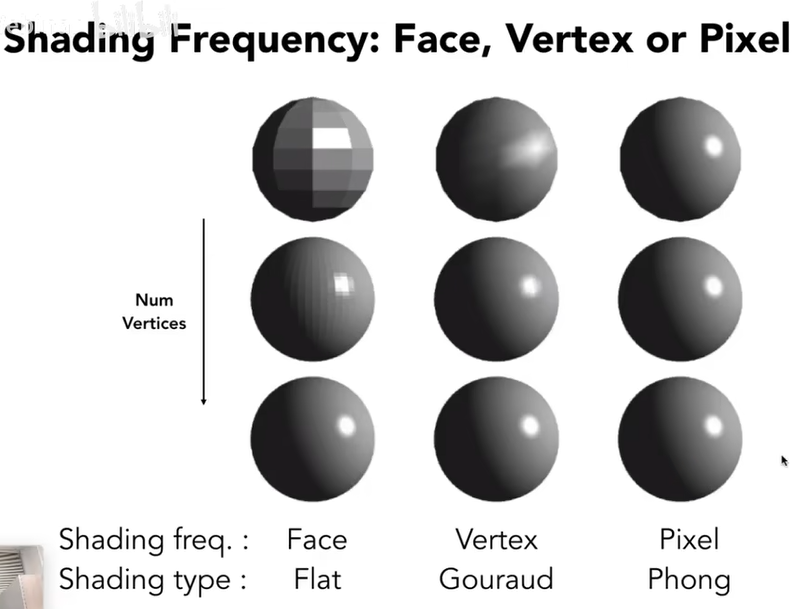 Shading Frequency: Face, Vertex or Pixel
Num
Vertices
Shading freq. : Face Vertex Pixel
Shading type : Flat Gouraud Phong